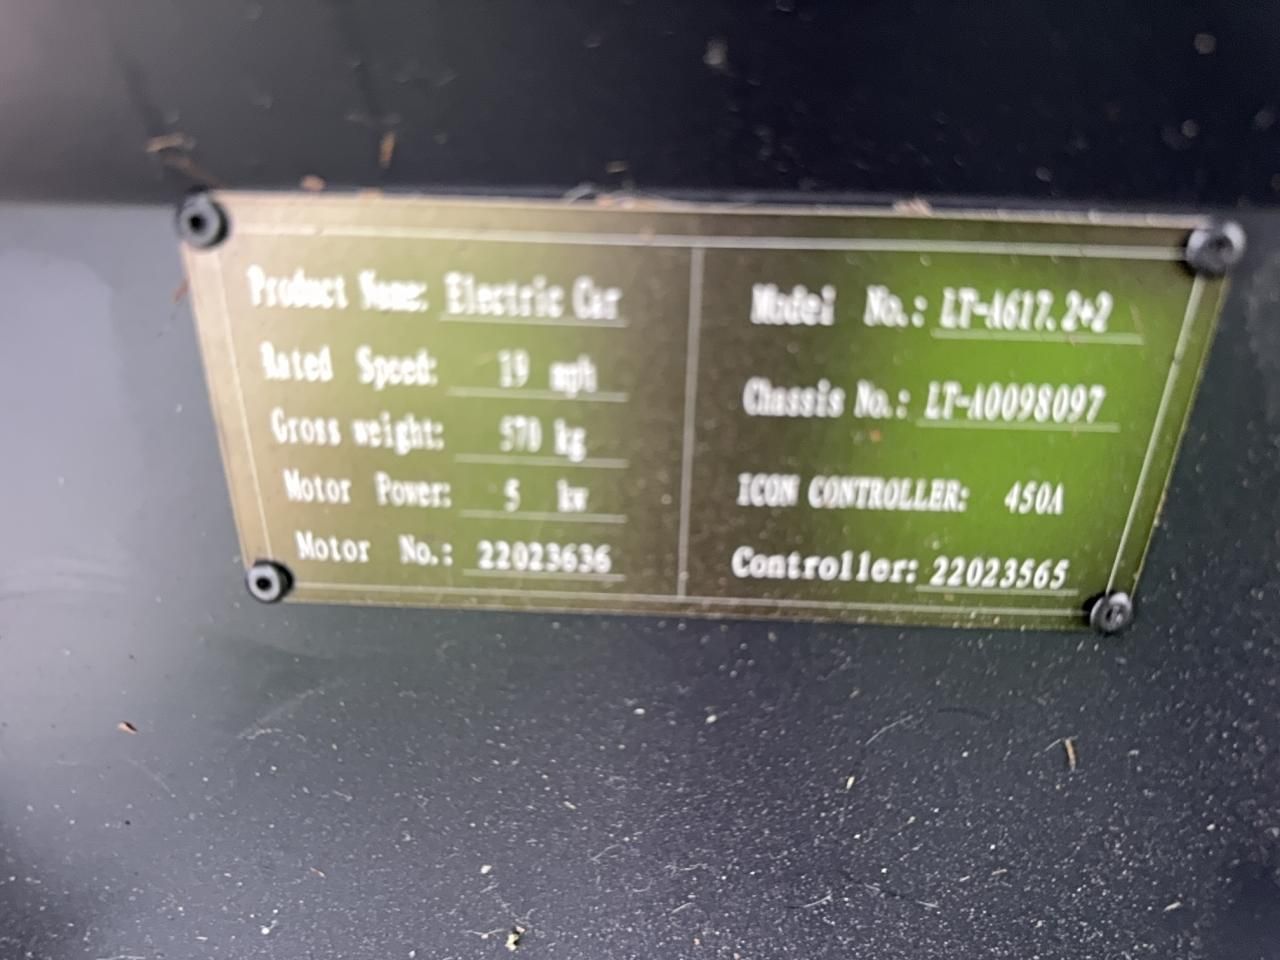 Product Name: Electric Car
Rated Speed: 19 mph
Gross weight: 570 kg
Motor Power: 5 kw
Motor No.: 22023636
Model No.: LT-A617.2+2
Chassis No.: LT-A0098097
ICON CONTROLLER: 450A
Controller: 22023565